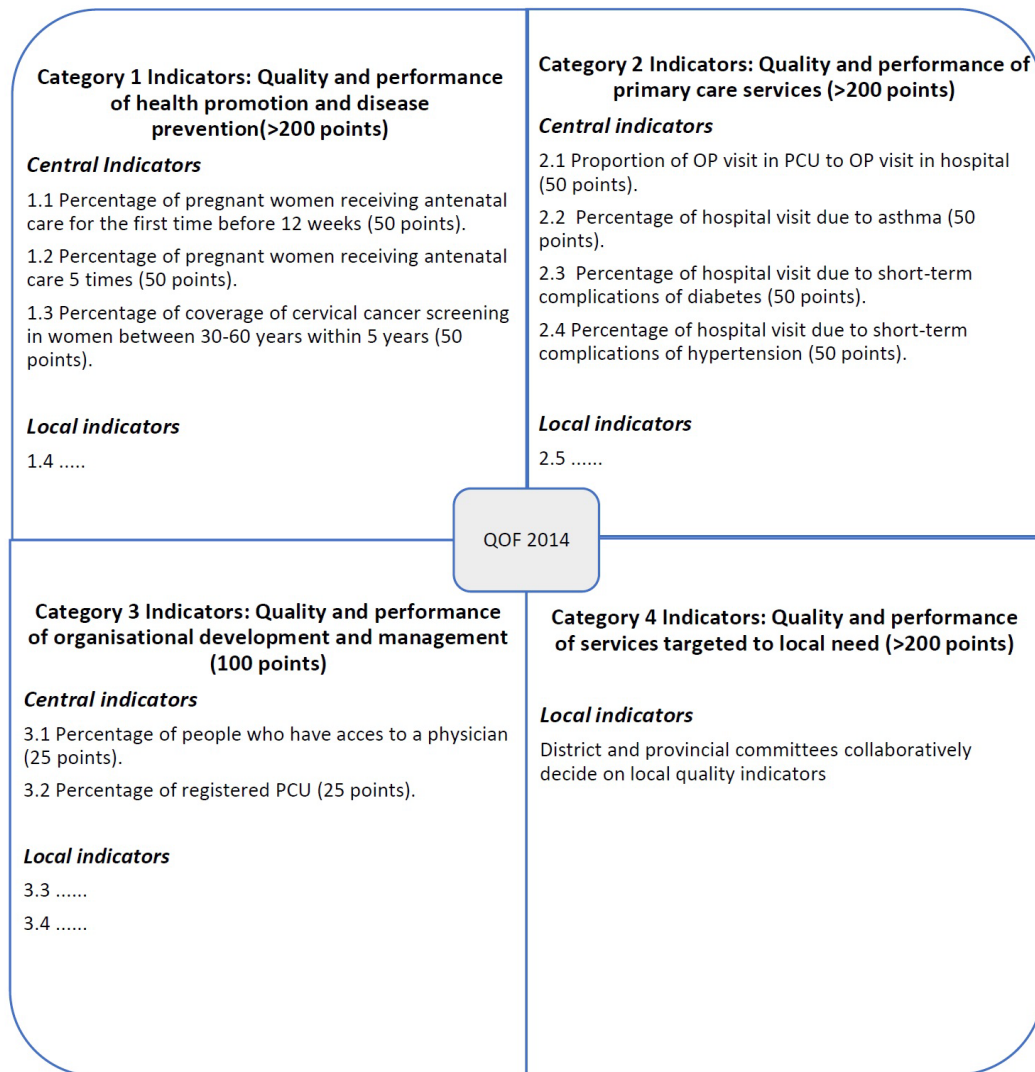 Category 1 Indicators: Quality and performance
of health promotion and disease
prevention(>200 points)
Central Indicators
1.1 Percentage of pregnant women receiving antenatal
care for the first time before 12 weeks (50 points).
1.2 Percentage of pregnant women receiving antenatal
care 5 times (50 points).
1.3 Percentage of coverage of cervical cancer screening
in women between 30-60 years within 5 years (50
points).
Local indicators
1.4 .....
Category 2 Indicators: Quality and performance of
primary care services (>200 points)
Central indicators
2.1 Proportion of OP visit in PCU to OP visit in hospital
(50 points).
2.2 Percentage of hospital visit due to asthma (50
points).
2.3 Percentage of hospital visit due to short-term
complications of diabetes (50 points).
2.4 Percentage of hospital visit due to short-term
complications of hypertension (50 points).
Local indicators
2.5 ......
QOF 2014
Category 3 Indicators: Quality and performance
of organisational development and management
(100 points)
Central indicators
3.1 Percentage of people who have acces to a physician
(25 points).
3.2 Percentage of registered PCU (25 points).
Local indicators
3.3 ......
3.4 ......
Category 4 Indicators: Quality and performance
of services targeted to local need (>200 points)
Local indicators
District and provincial committees collaboratively
decide on local quality indicators